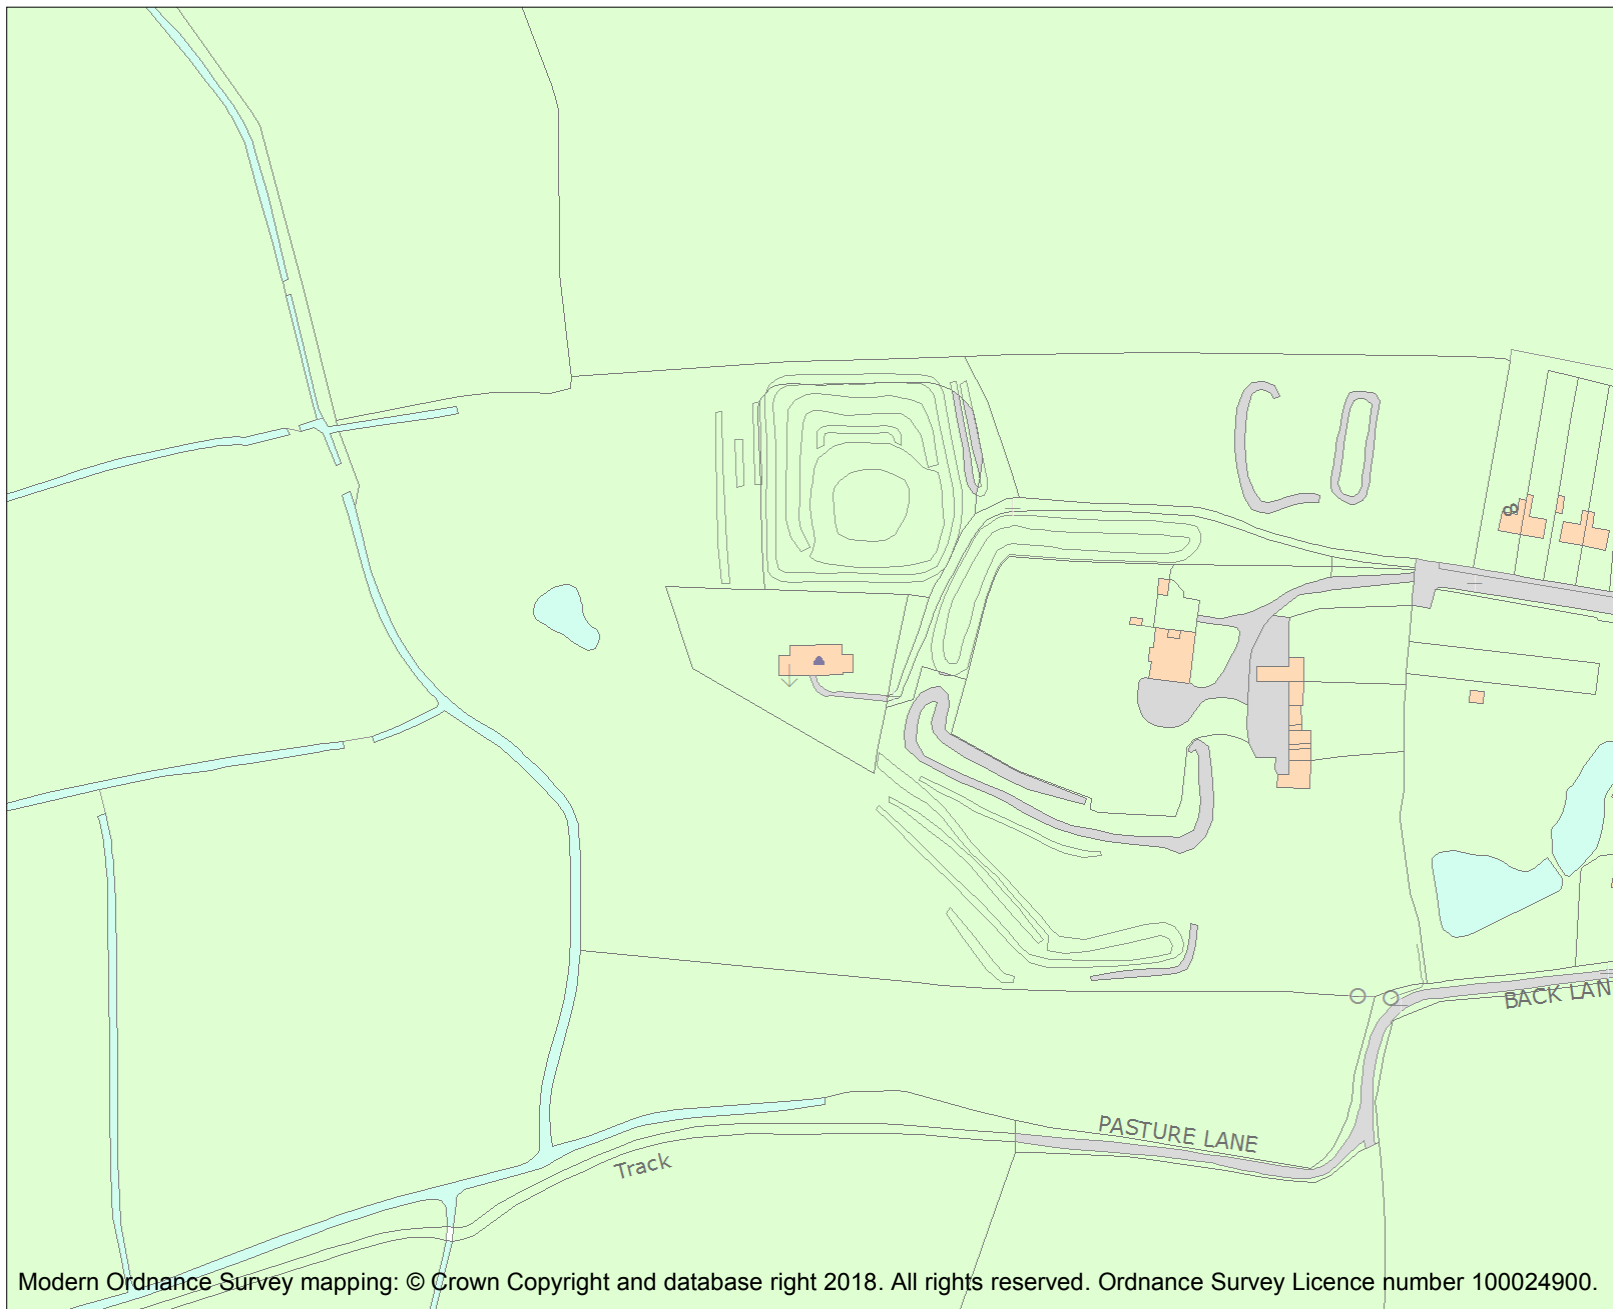 8
BACK LAN
PASTURE LANE
Track
Modern Ordnance Survey mapping: © Crown Copyright and database right 2018. All rights reserved. Ordnance Survey Licence number 100024900.